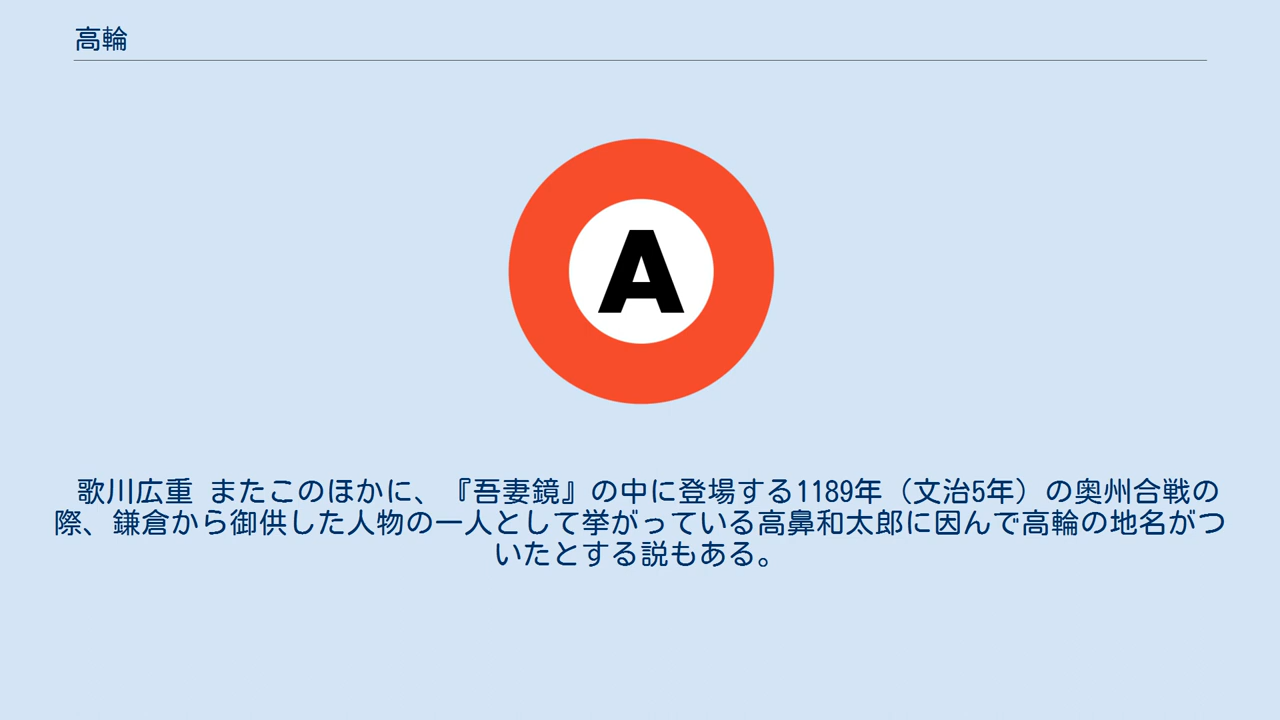 高輪
A
歌川広重 またこのほかに、『吾妻鏡』の中に登場する1189年（文治5年）の奥州合戦の
際、鎌倉から御供した人物の一人として挙がっている高鼻和太郎に因んで高輪の地名がつ
いたとする説もある。